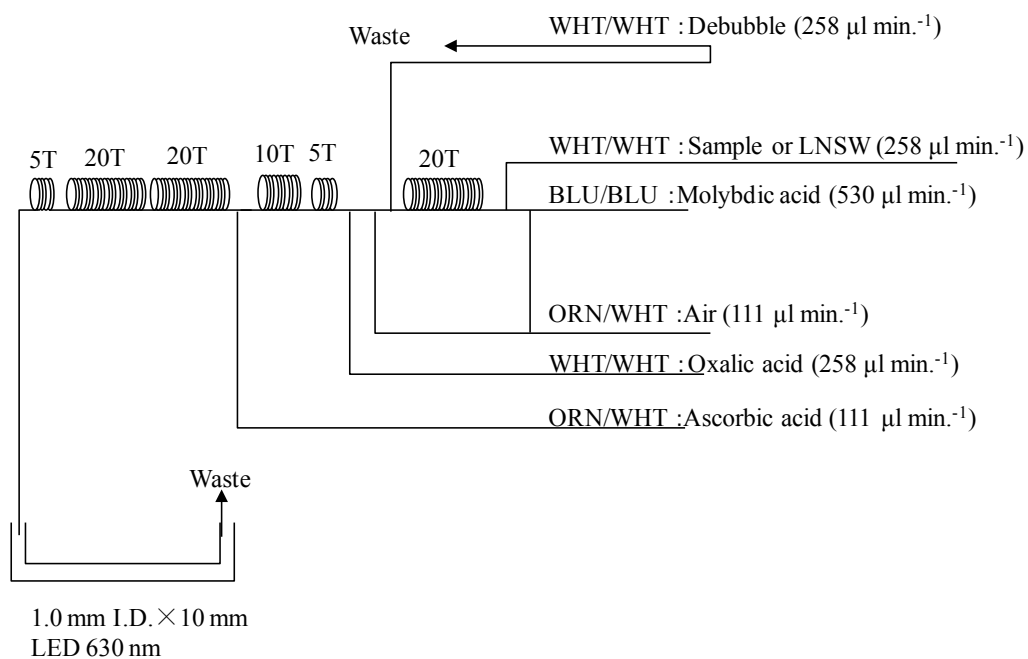 WHT/WHT : Debubble (258 µl min.-1)
Waste
5T 20T 20T 10T 5T 20T
WHT/WHT : Sample or LNSW (258 µl min.-1)
BLU/BLU : Molybdic acid (530 µl min.-1)
ORN/WHT : Air (111 µl min.-1)
WHT/WHT : Oxalic acid (258 µl min.-1)
ORN/WHT : Ascorbic acid (111 µl min.-1)
Waste
1.0 mm I.D.×10 mm
LED 630 nm